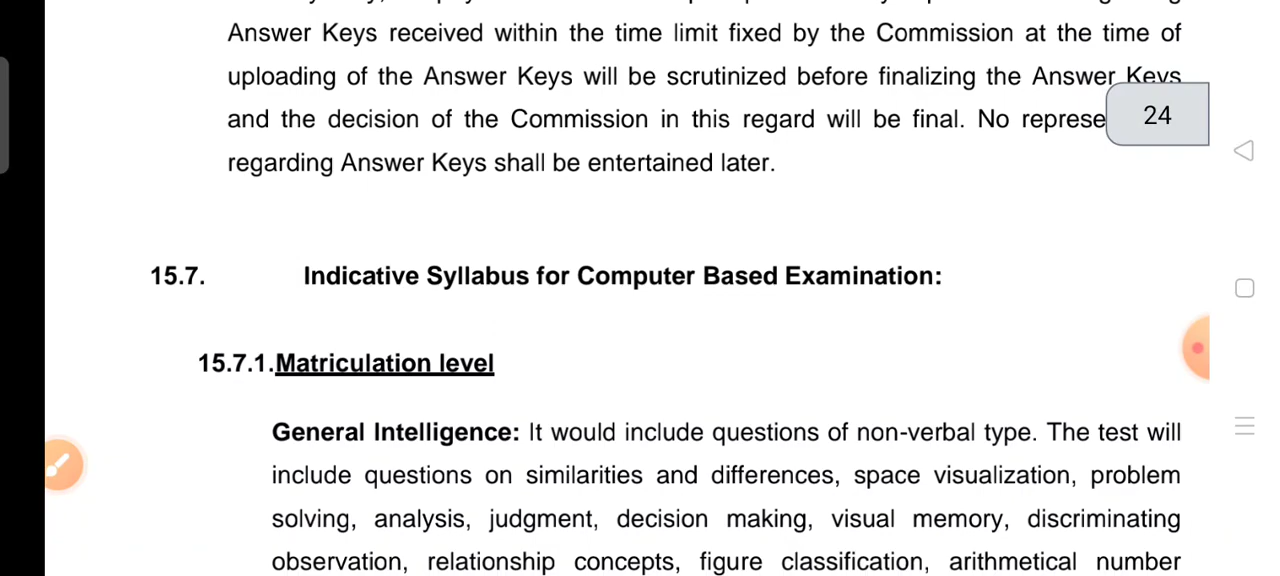 Answer Keys received within the time limit fixed by the Commission at the time of
uploading of the Answer Keys will be scrutinized before finalizing the Answer Keys
and the decision of the Commission in this regard will be final. No represe
24
regarding Answer Keys shall be entertained later.
15.7. Indicative Syllabus for Computer Based Examination:
15.7.1.Matriculation level
General Intelligence: It would include questions of non-verbal type. The test will
include questions on similarities and differences, space visualization, problem
solving, analysis, judgment, decision making, visual memory, discriminating
observation, relationship concepts, figure classification, arithmetical number